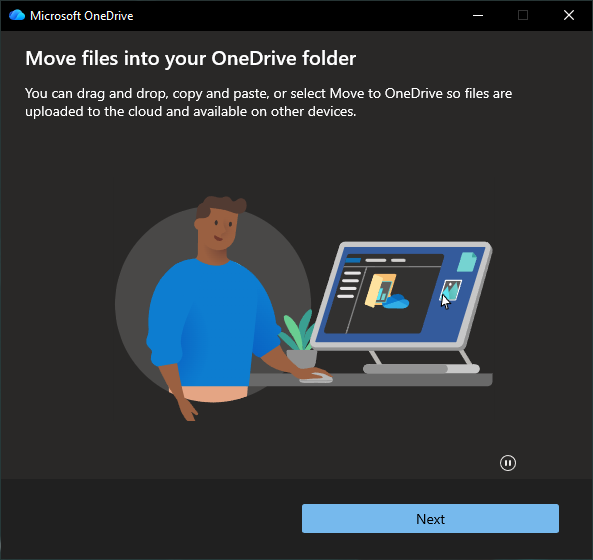 Microsoft OneDrive
Move files into your OneDrive folder
You can drag and drop, copy and paste, or select Move to OneDrive so files are
uploaded to the cloud and available on other devices.
Next